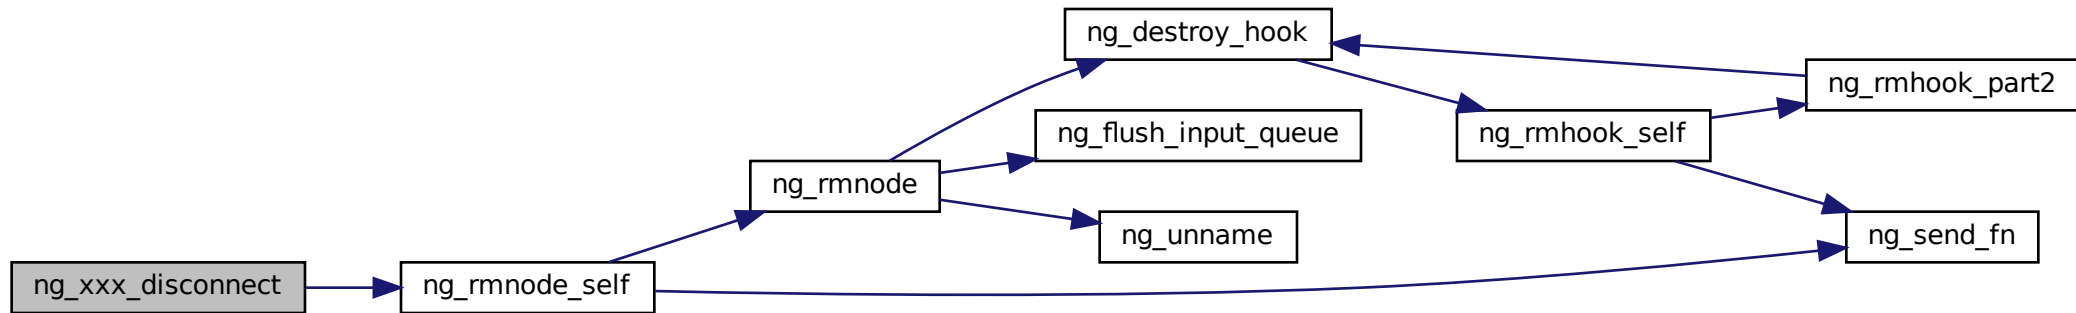 ng_destroy_hook
ng_rmhook_part2
ng_flush_input_queue
ng_rmhook_self
ng_rmnode
ng_unname
ng_send_fn
ng_xxx_disconnect
ng_rmnode_self